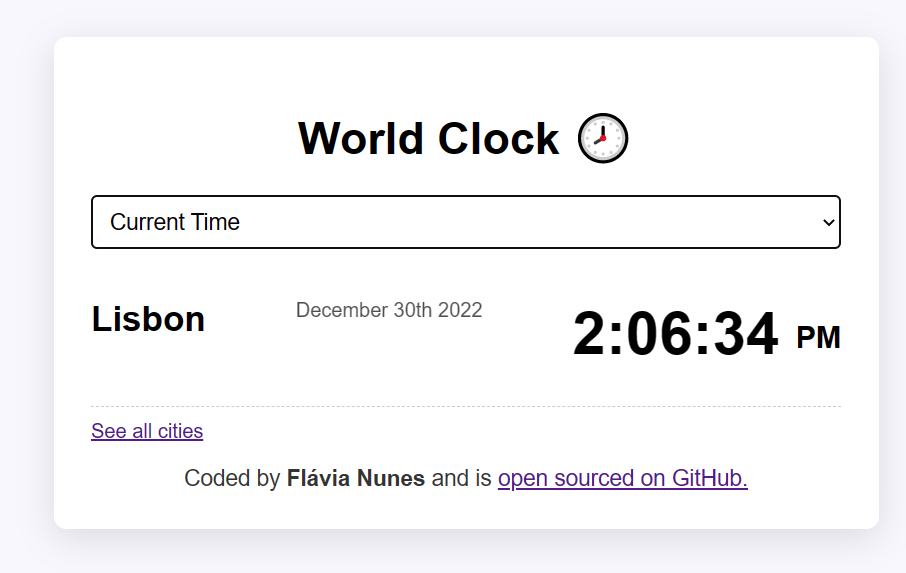 World Clock
Current Time
Lisbon
December 30th 2022
2:06:34 PM
See all cities
Coded by Flávia Nunes and is open sourced on GitHub.